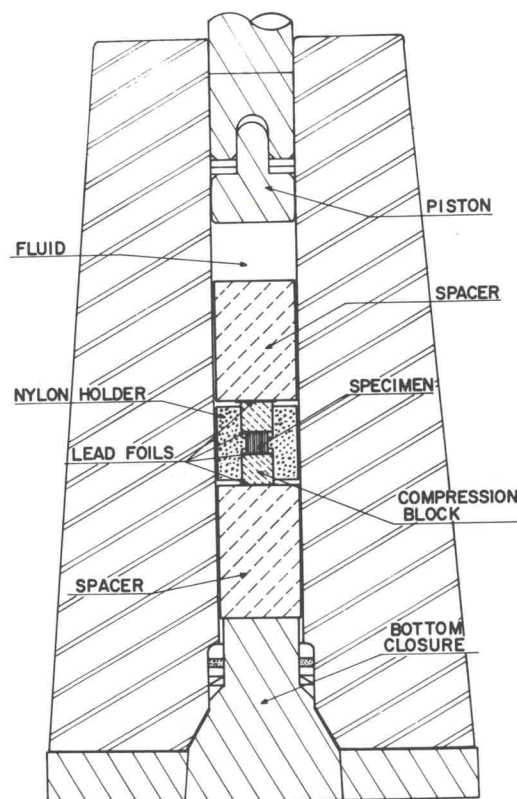 PISTON
FLUID
SPACER
NYLON HOLDER
SPECIMEN
LEAD FOILS
COMPRESSION
BLOCK
SPACER
BOTTOM
CLOSURE